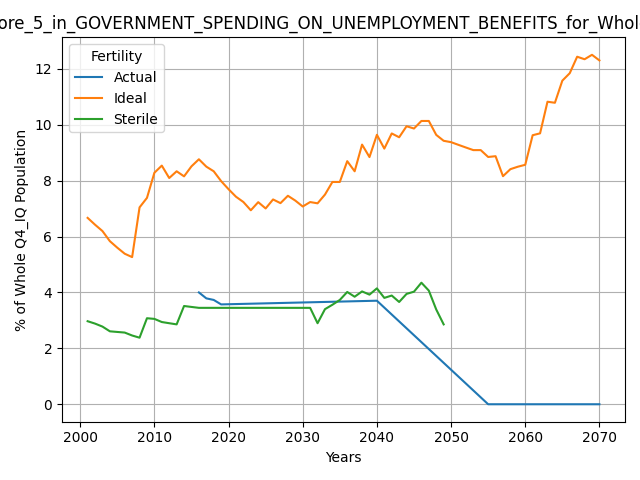 ore_5_in_GOVERNMENT_SPENDING_ON_UNEMPLOYMENT_BENEFITS_for_Whol
Fertility
Actual
Ideal
Sterile
% of Whole Q4_IQ Population
12
10
8
6
4
2
0
2000 2010 2020 2030 2040 2050 2060 2070
Years